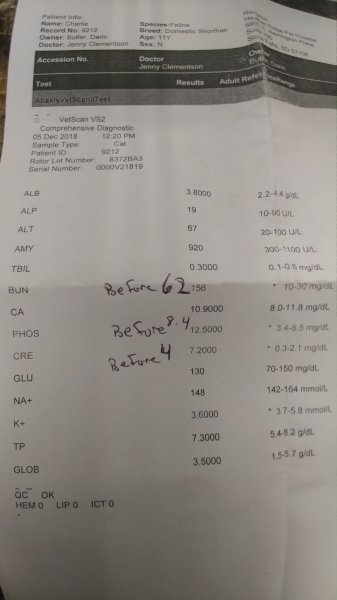 Patient Info:
Name: Charlie Species: Feline
Record No. 9212 Breed: Domestic Shorthair
Owner: Butler, Darin Age: 11Y
Doctor: Jenny Clementson Sex: N
SD 57108
Butler, Darin
Accession No. Doctor
Jenny Clementson
Test Results Adult Reference Range
AbaxisVetScanIITest
VetScan VS2
Comprehensive Diagnostic
05 Dec 2018 12:20 PM
Sample Type: Cat
Patient ID: 9212
Rotor Lot Number: 8372BA3
Serial Number: 0000V21819
ALB 3.8000 2.2-4.4 g/dL
ALP 19 10-90 U/L
ALT 67 20-100 U/L
AMY 920 300-1100 U/L
TBIL 0.3000 0.1-0.6 mg/dL
BUN Before 62 156 * 10-30 mg/dL
CA 10.9000 8.0-11.8 mg/dL
PHOS Before 8.4 12.5000 * 3.4-8.5 mg/dL
CRE Before 4 7.2000 * 0.3-2.1 mg/dL
GLU 130 70-150 mg/dL
NA+ 148 142-164 mmol/L
K+ 3.6000 * 3.7-5.8 mmol/L
TP 7.3000 5.4-8.2 g/dL
GLOB 3.5000 1.5-5.7 g/dL
QC OK
HEM 0 LIP 0 ICT 0